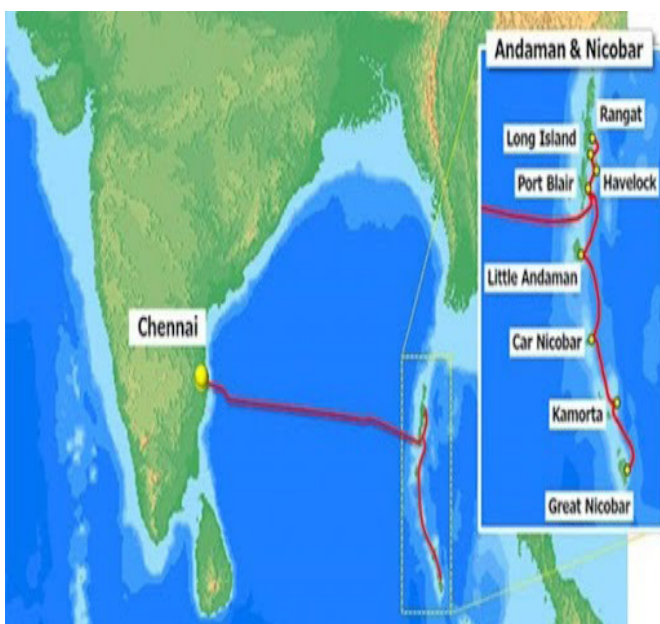 Andaman & Nicobar
Rangat
Long Island
Port Blair
Havelock
Little Andaman
Chennai
Car Nicobar
Kamorta
Great Nicobar